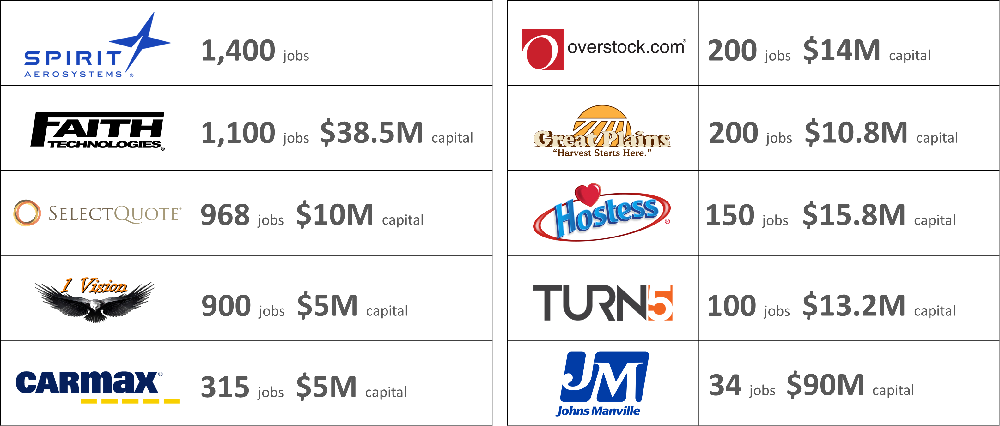 SPIRIT
AEROSYSTEMS®
1,400 jobs
FAITH
TECHNOLOGIES®
1,100 jobs $38.5M capital
SELECTQUOTE®
968 jobs $10M capital
1 Vision
900 jobs $5M capital
CARMAX®
315 jobs $5M capital
O overstock.com®
200 jobs $14M capital
Great Plains
“Harvest Starts Here.”
200 jobs $10.8M capital
Hostess®
150 jobs $15.8M capital
TURN5
100 jobs $13.2M capital
JM
Johns Manville
34 jobs $90M capital